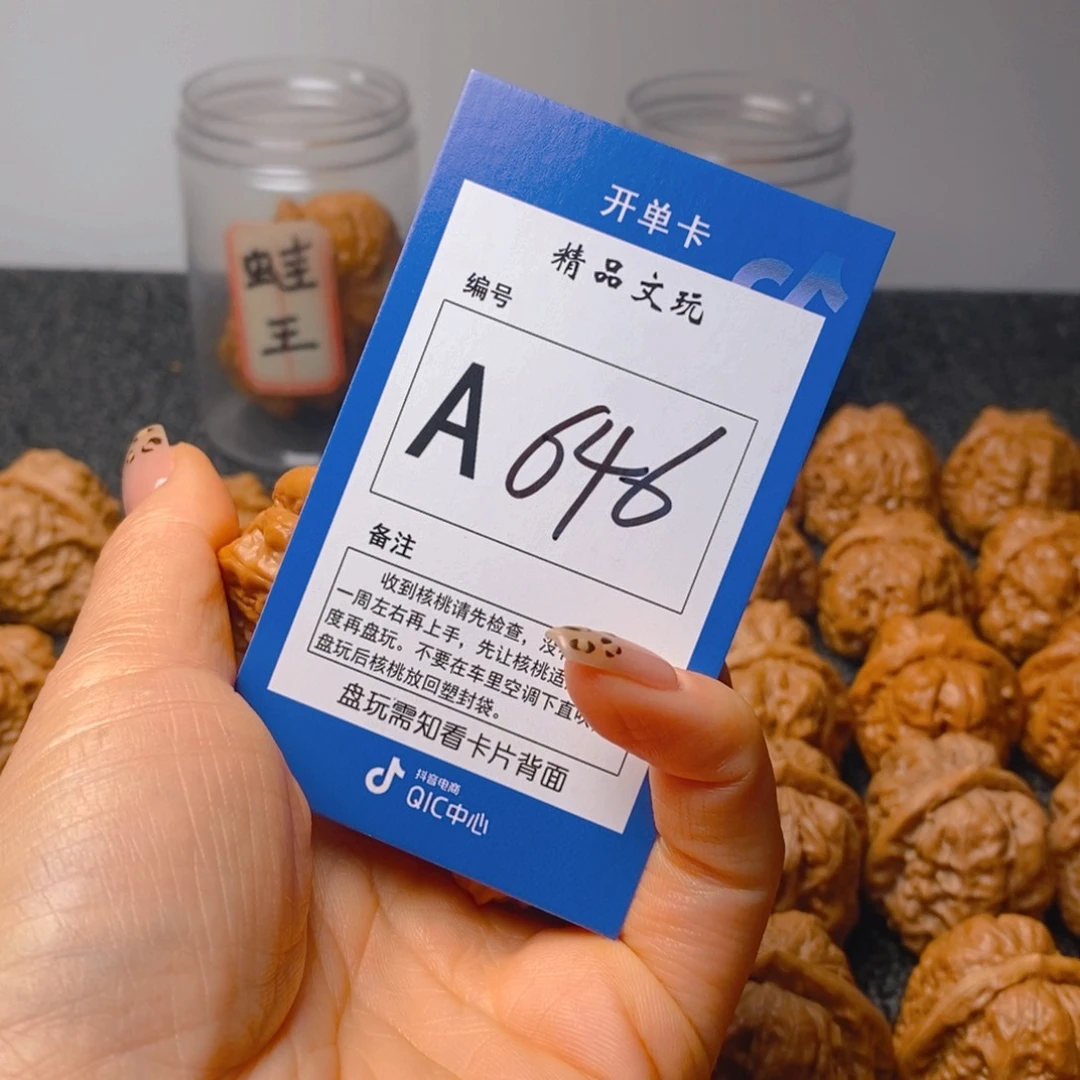 蛙
王
开单卡
精品文玩
编号
A646
备注
收到核桃请先检查，
一周左右再上手，先让核桃适
度再盘玩。不要在车里空调下直吹
盘玩后核桃放回塑封袋。
盘玩需知看卡片背面
抖音电商
QIC中心